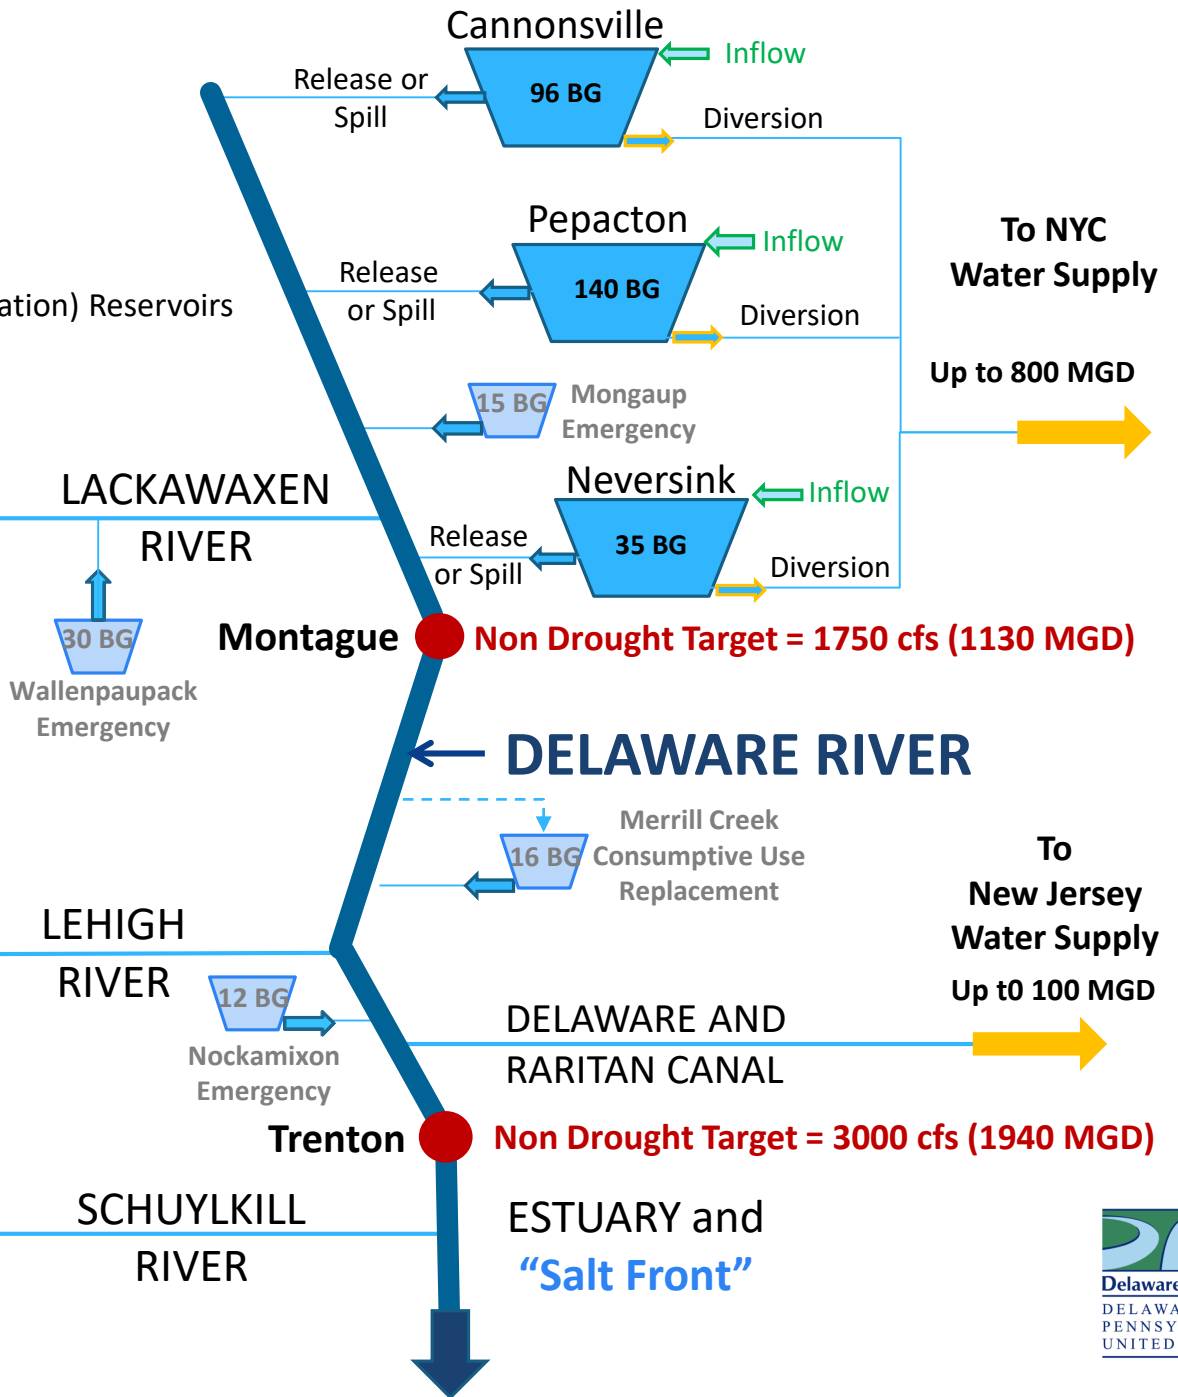 Cannonsville
Inflow
Release or
Spill
96 BG
Diversion
Pepacton
Inflow
To NYC
Water Supply
Release
or Spill
140 BG
Diversion
ation) Reservoirs
Up to 800 MGD
15 BG
Mongaup
Emergency
Neversink
Inflow
LACKAWAXEN
RIVER
Release
or Spill
35 BG
Diversion
30 BG
Wallenpaupack
Emergency
Montague
Non Drought Target = 1750 cfs (1130 MGD)
DELAWARE RIVER
16 BG
Merrill Creek
Consumptive Use
Replacement
To
New Jersey
Water Supply
Up t0 100 MGD
LEHIGH
RIVER
12 BG
Nockamixon
Emergency
DELAWARE AND
RARITAN CANAL
Trenton
Non Drought Target = 3000 cfs (1940 MGD)
SCHUYLKILL
RIVER
ESTUARY and
“Salt Front”
Delaware
DELAWA
PENNSY
UNITED